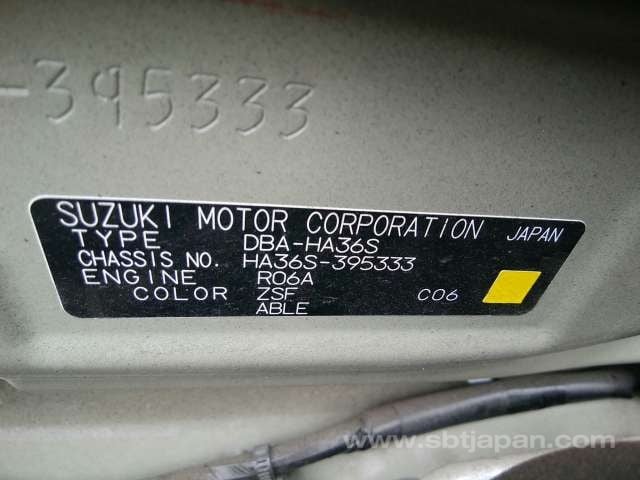 -395333
SUZUKI MOTOR CORPORATION JAPAN
TYPE DBA-HA36S
CHASSIS NO. HA36S-395333
ENGINE R06A
COLOR ZSF C06
ABLE
www.sbtjapan.com